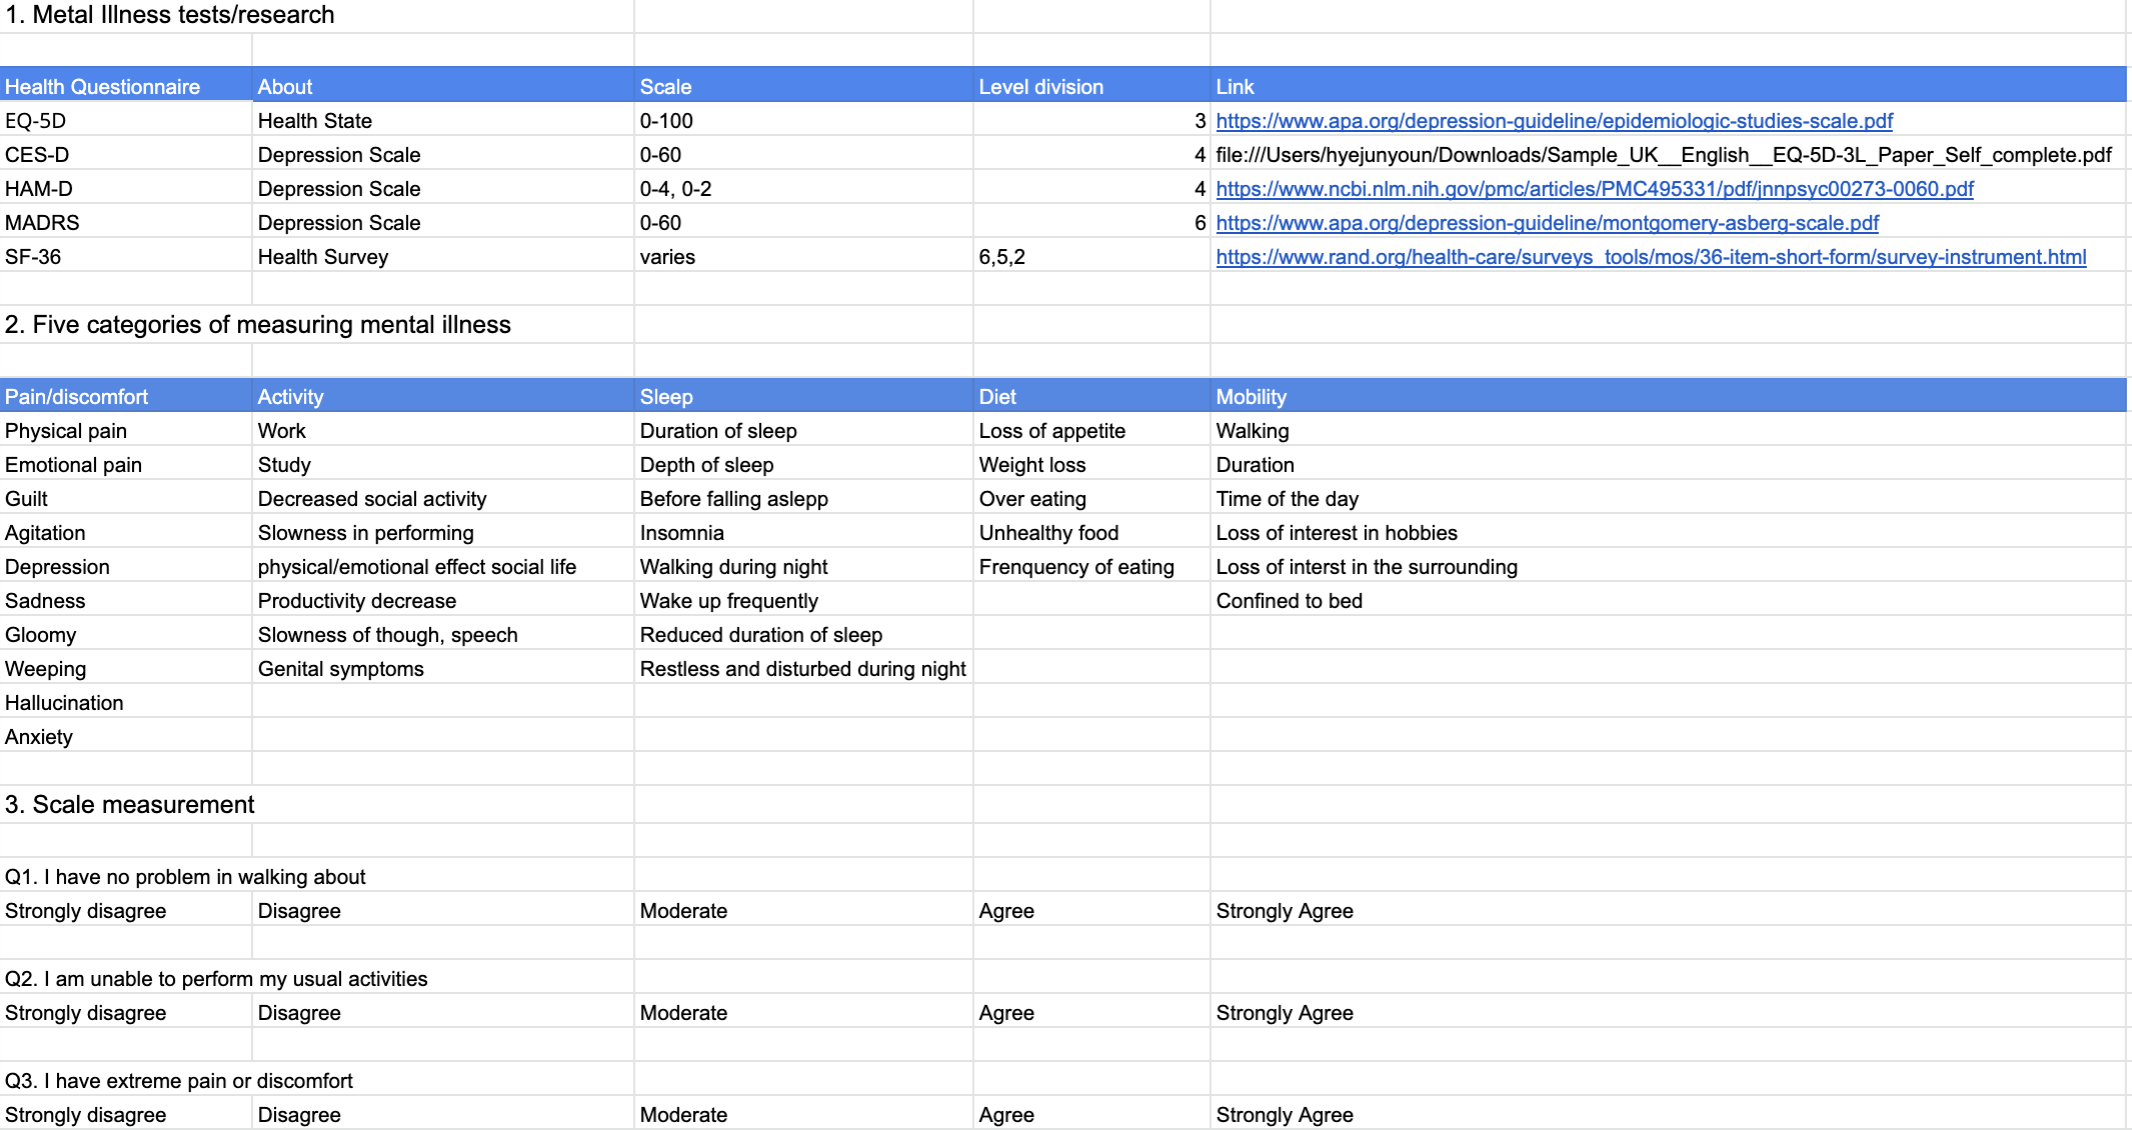 1. Metal Illness tests/research
Health Questionnaire About Scale Level division Link
EQ-5D Health State 0-100 3 https://www.apa.org/depression-guideline/epidemiologic-studies-scale.pdf
CES-D Depression Scale 0-60 4 file:///Users/hyejunyoun/Downloads/Sample_UK__English__EQ-5D-3L_Paper_Self_complete.pdf
HAM-D Depression Scale 0-4, 0-2 4 https://www.ncbi.nlm.nih.gov/pmc/articles/PMC495331/pdf/jnnpsyc00273-0060.pdf
MADRS Depression Scale 0-60 6 https://www.apa.org/depression-guideline/montgomery-asberg-scale.pdf
SF-36 Health Survey varies 6,5,2 https://www.rand.org/health-care/surveys_tools/mos/36-item-short-form/survey-instrument.html
2. Five categories of measuring mental illness
Pain/discomfort Activity Sleep Diet Mobility
Physical pain Work Duration of sleep Loss of appetite Walking
Emotional pain Study Depth of sleep Weight loss Duration
Guilt Decreased social activity Before falling aslepp Over eating Time of the day
Agitation Slowness in performing Insomnia Unhealthy food Loss of interest in hobbies
Depression physical/emotional effect social life Walking during night Frenquency of eating Loss of interst in the surrounding
Sadness Productivity decrease Wake up frequently Confined to bed
Gloomy Slowness of though, speech Reduced duration of sleep
Weeping Genital symptoms Restless and disturbed during night
Hallucination
Anxiety
3. Scale measurement
Q1. I have no problem in walking about
Strongly disagree Disagree Moderate Agree Strongly Agree
Q2. I am unable to perform my usual activities
Strongly disagree Disagree Moderate Agree Strongly Agree
Q3. I have extreme pain or discomfort
Strongly disagree Disagree Moderate Agree Strongly Agree